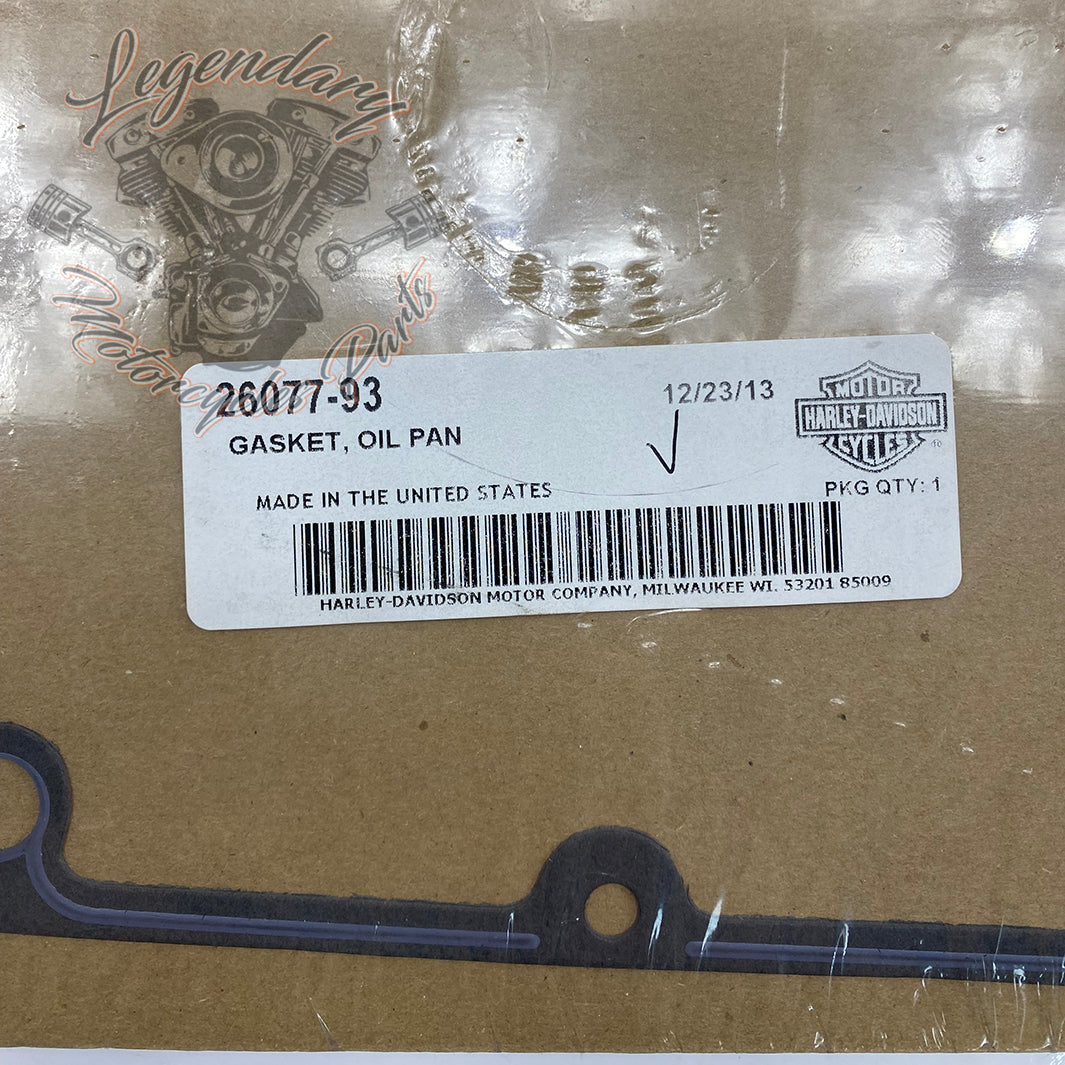 Legendary
Motorcycles Parts
26077-93
12/23/13
GASKET, OIL PAN
MOTOR
HARLEY-DAVIDSON
CYCLES
®
MADE IN THE UNITED STATES
PKG QTY: 1
HARLEY-DAVIDSON MOTOR COMPANY, MILWAUKEE WI. 53201 85009